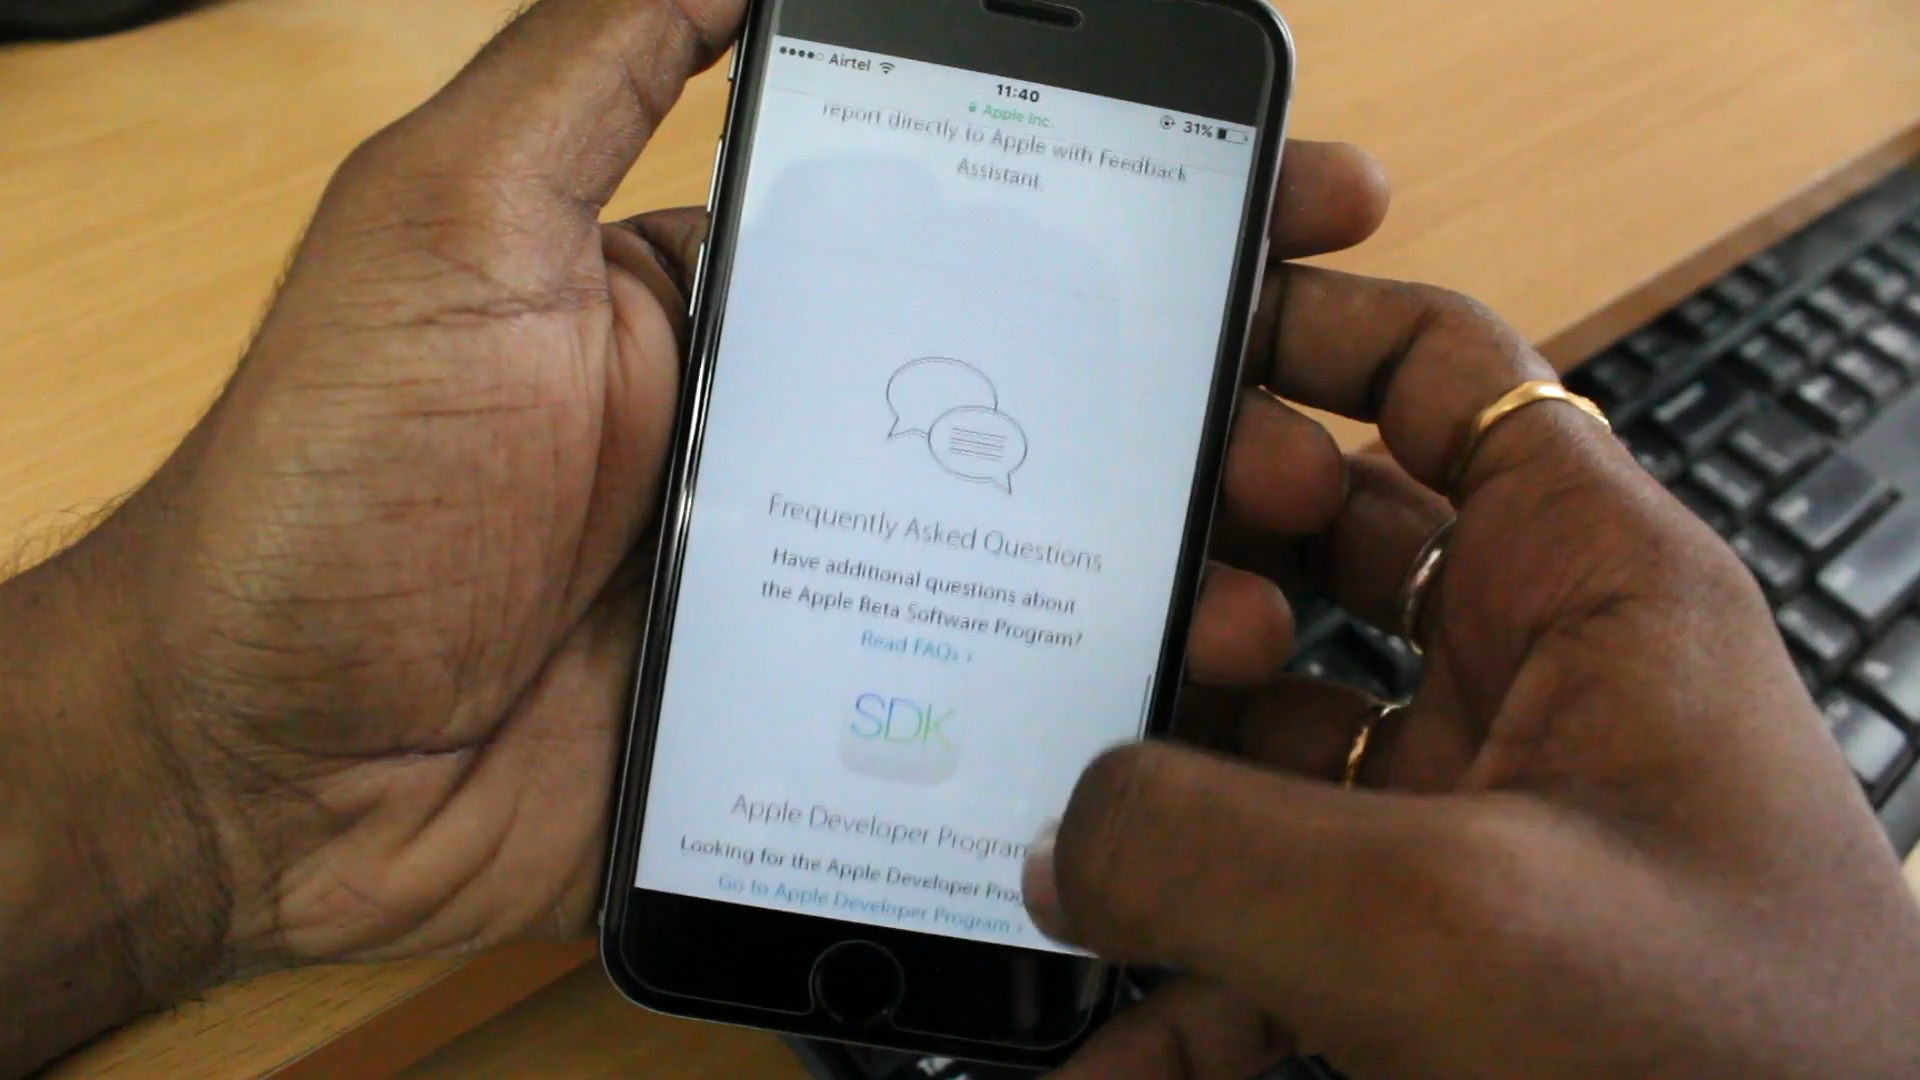 Airtel
11:40
31%
Apple Inc.
report directly to Apple with Feedback
Assistant.
Frequently Asked Questions
Have additional questions about
the Apple Beta Software Program?
Read FAQs ›
SDK
Apple Developer Program
Looking for the Apple Developer Prog
Go to Apple Developer Program ›